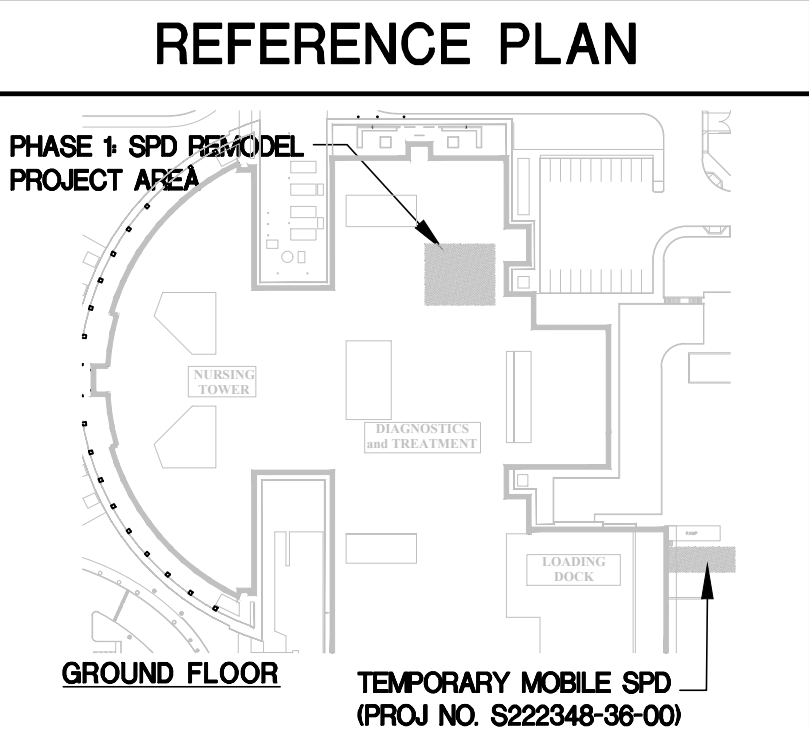 REFERENCE PLAN
PHASE 1: SPD REMODEL
PROJECT AREA
NURSING
TOWER
DIAGNOSTICS
and TREATMENT
RAMP
LOADING
DOCK
GROUND FLOOR
TEMPORARY MOBILE SPD
(PROJ NO. S222348-36-00)